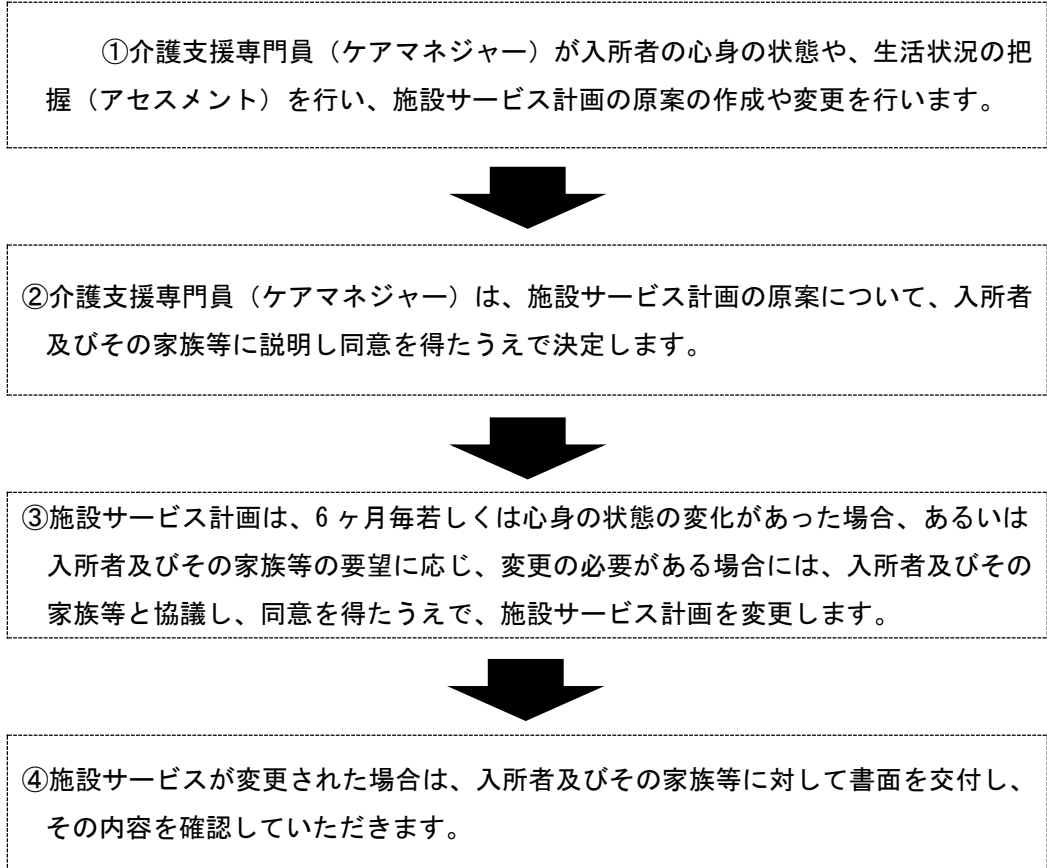 ①介護支援専門員（ケアマネジャー）が入所者の心身の状態や、生活状況の把
握（アセスメント）を行い、施設サービス計画の原案の作成や変更を行います。
②介護支援専門員（ケアマネジャー）は、施設サービス計画の原案について、入所者
及びその家族等に説明し同意を得たうえで決定します。
③施設サービス計画は、6 ヶ月毎若しくは心身の状態の変化があった場合、あるいは
入所者及びその家族等の要望に応じ、変更の必要がある場合には、入所者及びその
家族等と協議し、同意を得たうえで、施設サービス計画を変更します。
④施設サービスが変更された場合は、入所者及びその家族等に対して書面を交付し、
その内容を確認していただきます。